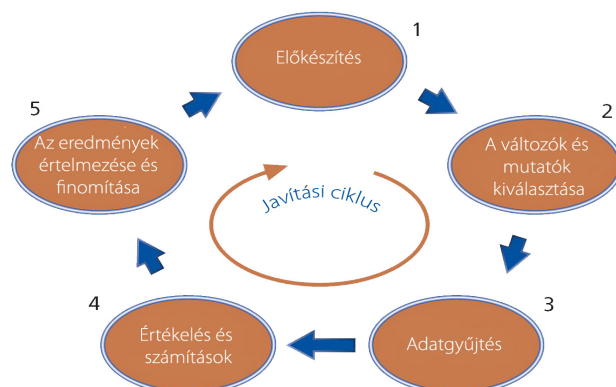 1
Előkészítés
2
A változók és
mutatók
kiválasztása
3
Adatgyűjtés
4
Értékelés és
számítások
5
Az eredmények
értelmezése és
finomítása
Javítási ciklus